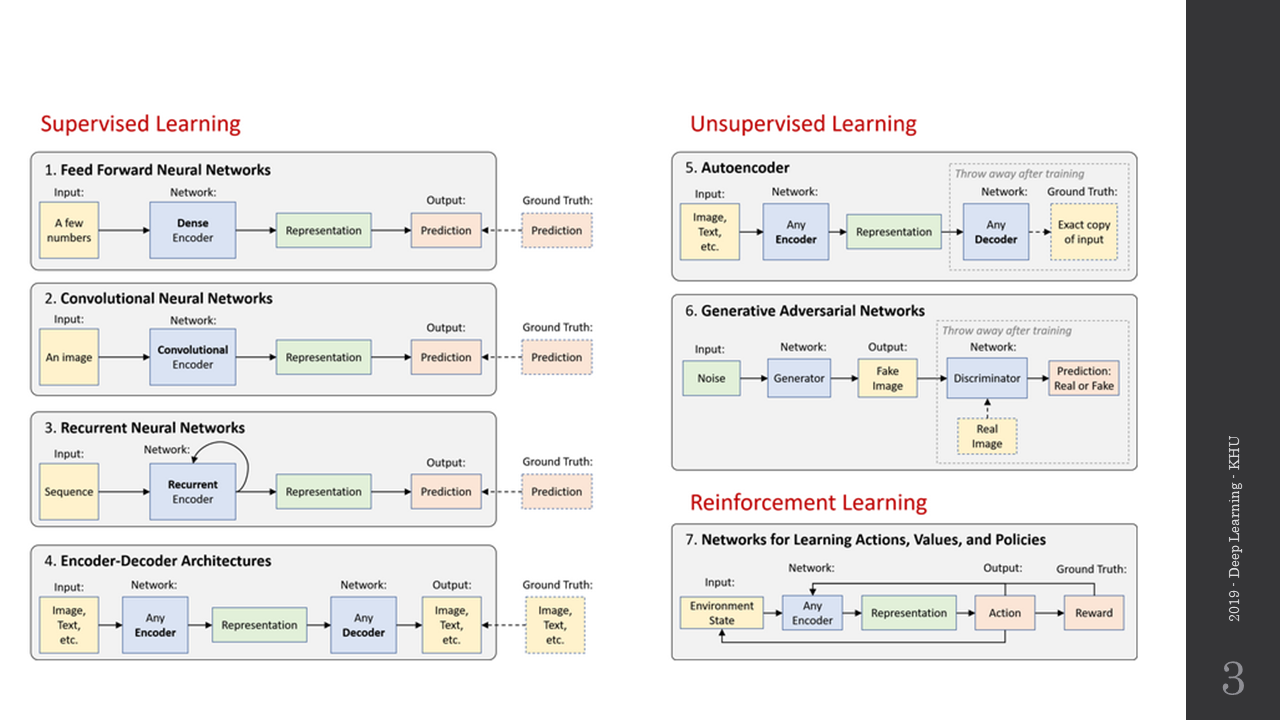 Supervised Learning
1. Feed Forward Neural Networks
Input:
Network:
Output:
Ground Truth:
A few
numbers
Dense
Encoder
Representation
Prediction
Prediction
2. Convolutional Neural Networks
Input:
Network:
Output:
Ground Truth:
An image
Convolutional
Encoder
Representation
Prediction
Prediction
3. Recurrent Neural Networks
Input:
Network:
Output:
Ground Truth:
Sequence
Recurrent
Encoder
Representation
Prediction
Prediction
4. Encoder-Decoder Architectures
Input:
Network:
Network:
Output:
Ground Truth:
Image,
Text,
etc.
Any
Encoder
Representation
Any
Decoder
Image,
Text,
etc.
Image,
Text,
etc.
Unsupervised Learning
5. Autoencoder
Throw away after training
Input:
Network:
Network:
Ground Truth:
Image,
Text,
etc.
Any
Encoder
Representation
Any
Decoder
Exact copy
of input
6. Generative Adversarial Networks
Throw away after training
Input:
Network:
Output:
Network:
Noise
Generator
Fake
Image
Discriminator
Prediction:
Real or Fake
Real
Image
Reinforcement Learning
7. Networks for Learning Actions, Values, and Policies
Input:
Network:
Output:
Ground Truth:
Environment
State
Any
Encoder
Representation
Action
Reward
2019 - Deep Learning - KHU
3